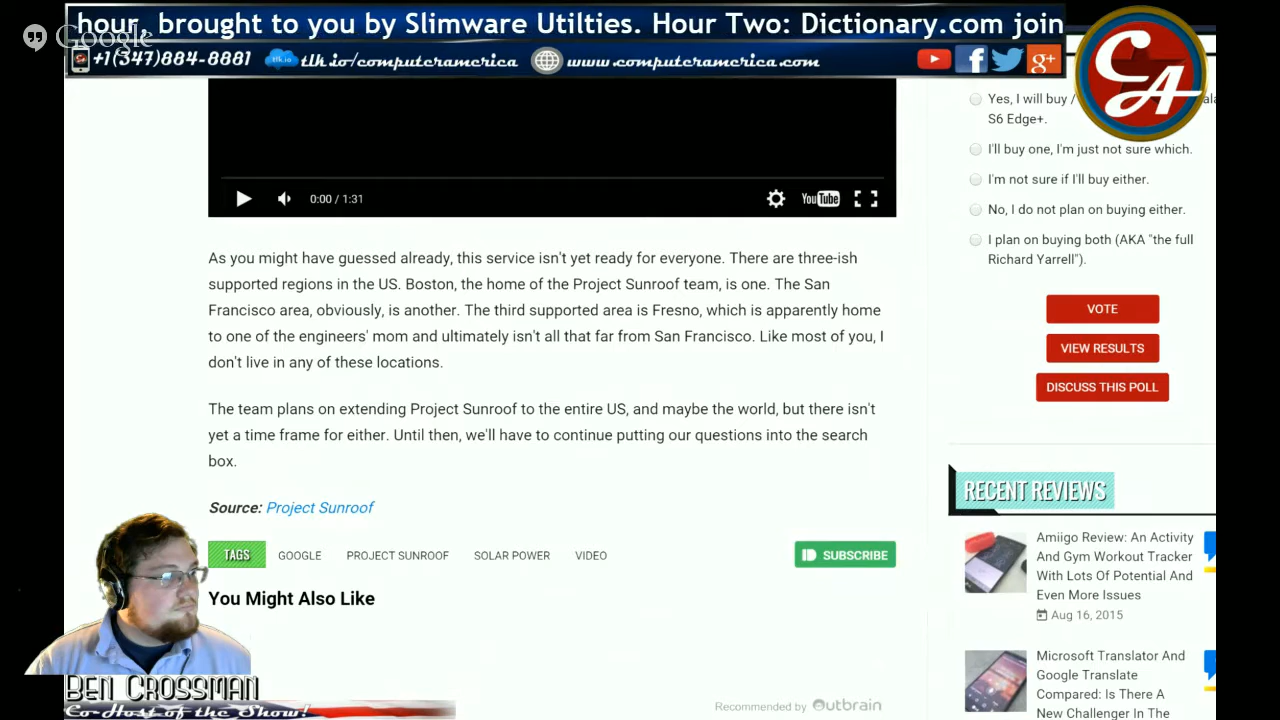 hour, brought to you by Slimware Utilties. Hour Two: Dictionary.com join
Google
+1(347)884-8881 tlk.io tlk.io/computeramerica www.computeramerica.com f g+
CA
0:00 / 1:31 YouTube
As you might have guessed already, this service isn't yet ready for everyone. There are three-ish
supported regions in the US. Boston, the home of the Project Sunroof team, is one. The San
Francisco area, obviously, is another. The third supported area is Fresno, which is apparently home
to one of the engineers' mom and ultimately isn't all that far from San Francisco. Like most of you, I
don't live in any of these locations.
The team plans on extending Project Sunroof to the entire US, and maybe the world, but there isn't
yet a time frame for either. Until then, we'll have to continue putting our questions into the search
box.
Source: Project Sunroof
TAGS GOOGLE PROJECT SUNROOF SOLAR POWER VIDEO SUBSCRIBE
You Might Also Like
Recommended by Outbrain
Yes, I will buy /
S6 Edge+.
I'll buy one, I'm just not sure which.
I'm not sure if I'll buy either.
No, I do not plan on buying either.
I plan on buying both (AKA "the full
Richard Yarrell").
VOTE
VIEW RESULTS
DISCUSS THIS POLL
RECENT REVIEWS
Amiigo Review: An Activity
And Gym Workout Tracker
With Lots Of Potential And
Even More Issues
Aug 16, 2015
Microsoft Translator And
Google Translate
Compared: Is There A
New Challenger In The
BEN CROSSMAN
Co-Host of the Show!